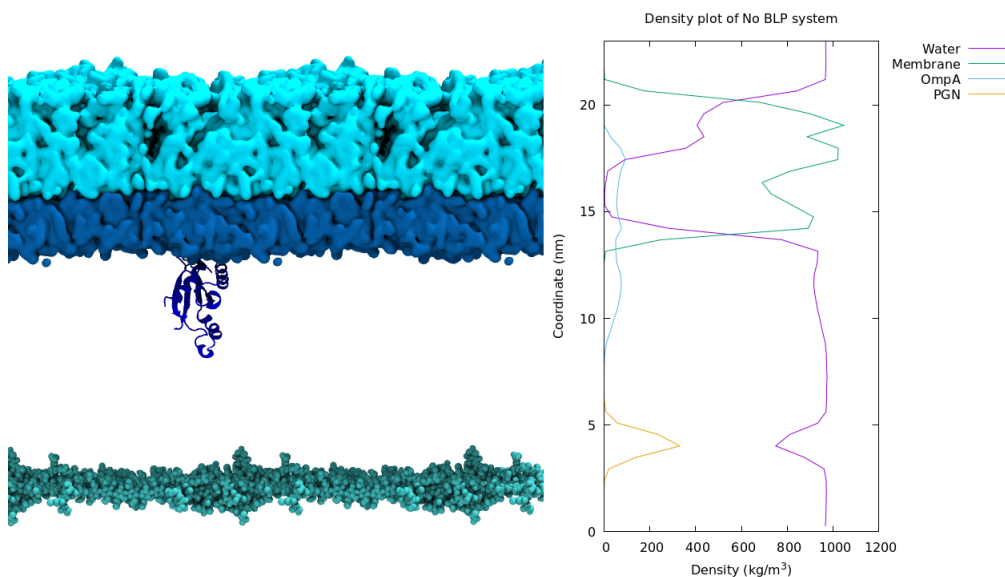 Density plot of No BLP system
Water
Membrane
OmpA
PGN
Coordinate (nm)
20
15
10
5
0
0 200 400 600 800 1000 1200
Density (kg/m³)